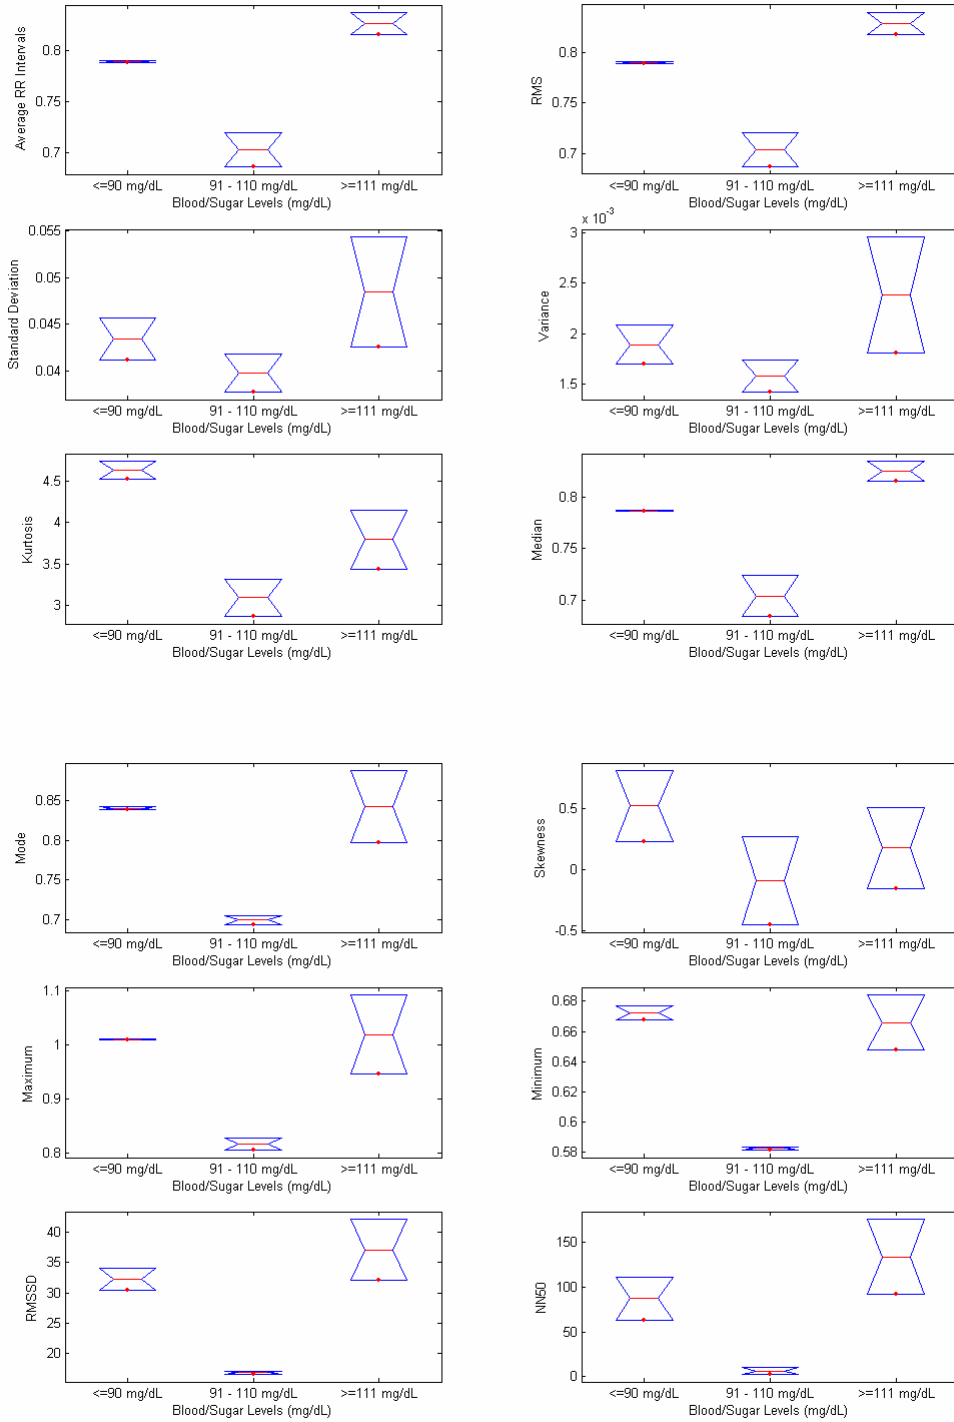 Average RR Intervals
0.8
0.75
0.7
<=90 mg/dL 91 - 110 mg/dL >=111 mg/dL
Blood/Sugar Levels (mg/dL)
RMS
0.8
0.75
0.7
<=90 mg/dL 91 - 110 mg/dL >=111 mg/dL
Blood/Sugar Levels (mg/dL)
Standard Deviation
0.055
0.05
0.045
0.04
<=90 mg/dL 91 - 110 mg/dL >=111 mg/dL
Blood/Sugar Levels (mg/dL)
x 10^-3
Variance
3
2.5
2
1.5
<=90 mg/dL 91 - 110 mg/dL >=111 mg/dL
Blood/Sugar Levels (mg/dL)
Kurtosis
4.5
4
3.5
3
<=90 mg/dL 91 - 110 mg/dL >=111 mg/dL
Blood/Sugar Levels (mg/dL)
Median
0.8
0.75
0.7
<=90 mg/dL 91 - 110 mg/dL >=111 mg/dL
Blood/Sugar Levels (mg/dL)
Mode
0.85
0.8
0.75
0.7
<=90 mg/dL 91 - 110 mg/dL >=111 mg/dL
Blood/Sugar Levels (mg/dL)
Skewness
0.5
0
-0.5
<=90 mg/dL 91 - 110 mg/dL >=111 mg/dL
Blood/Sugar Levels (mg/dL)
Maximum
1.1
1
0.9
0.8
<=90 mg/dL 91 - 110 mg/dL >=111 mg/dL
Blood/Sugar Levels (mg/dL)
Minimum
0.68
0.66
0.64
0.62
0.6
0.58
<=90 mg/dL 91 - 110 mg/dL >=111 mg/dL
Blood/Sugar Levels (mg/dL)
RMSSD
40
35
30
25
20
<=90 mg/dL 91 - 110 mg/dL >=111 mg/dL
Blood/Sugar Levels (mg/dL)
NN50
150
100
50
0
<=90 mg/dL 91 - 110 mg/dL >=111 mg/dL
Blood/Sugar Levels (mg/dL)